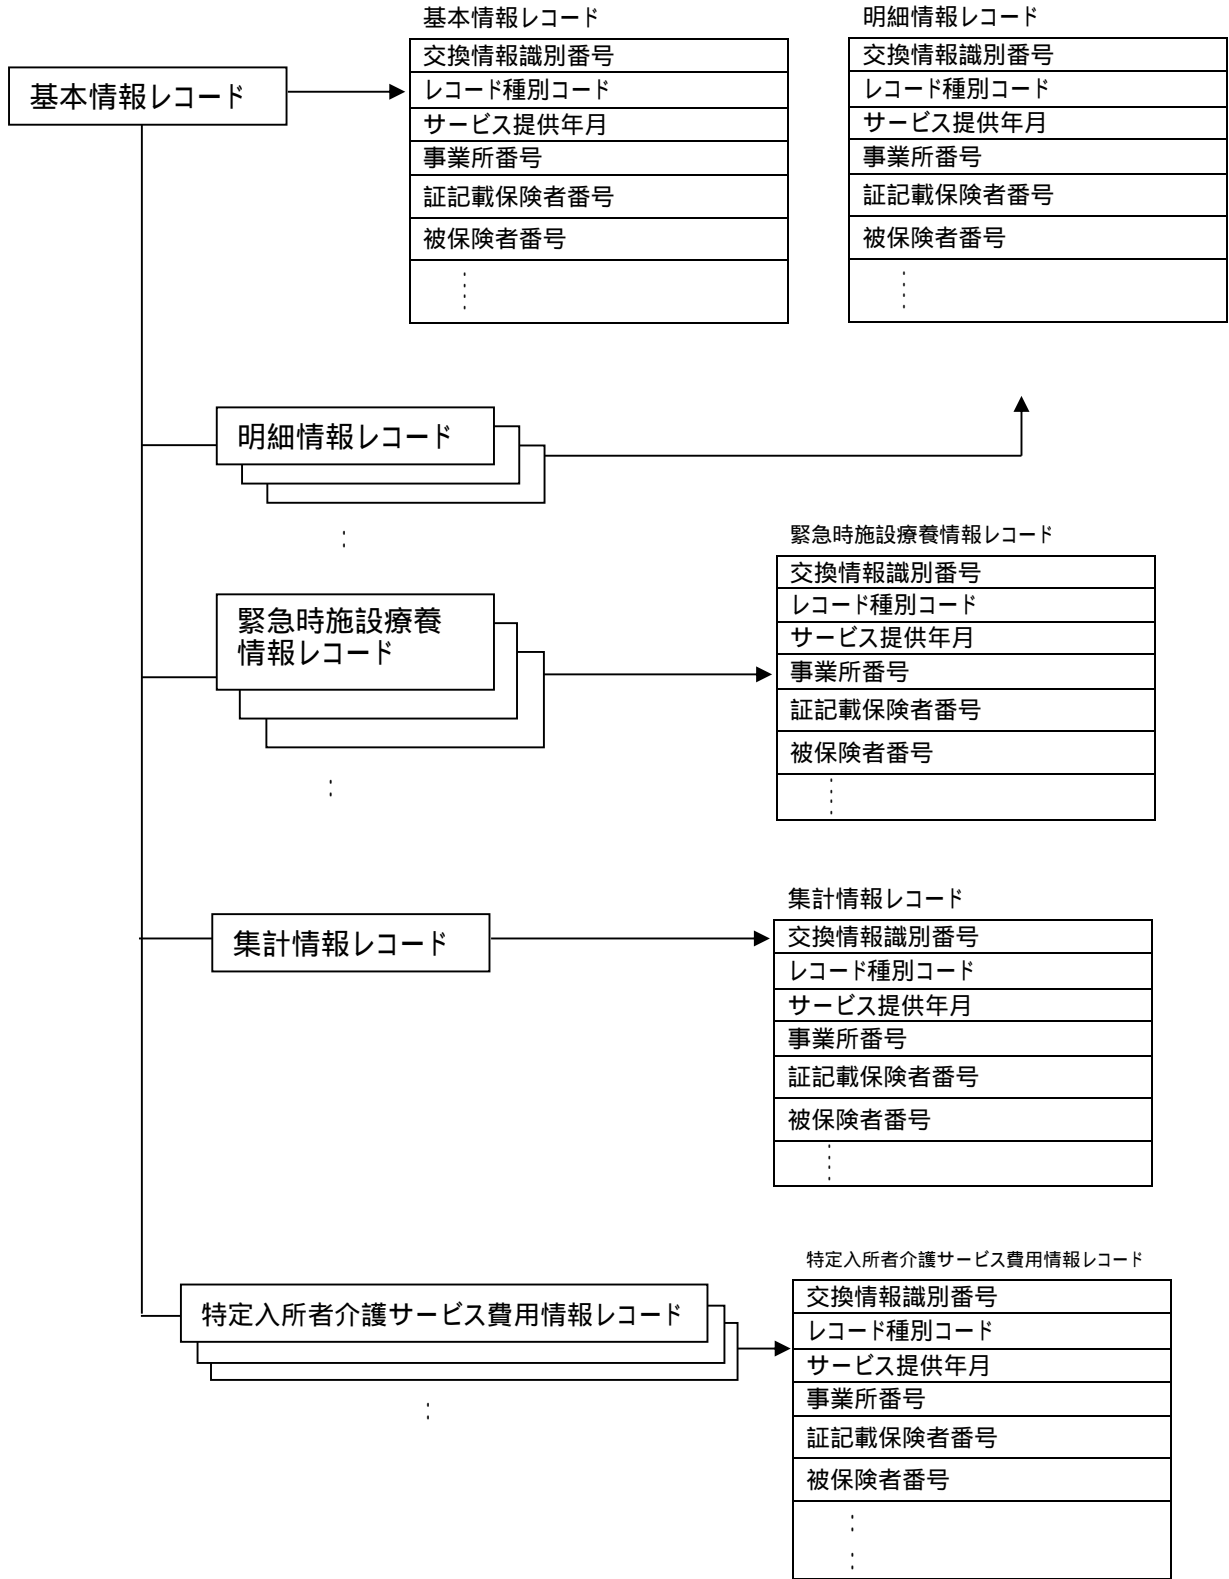 基本情報レコード
基本情報レコード
交換情報識別番号
レコード種別コード
サービス提供年月
事業所番号
証記載保険者番号
被保険者番号
明細情報レコード
交換情報識別番号
レコード種別コード
サービス提供年月
事業所番号
証記載保険者番号
被保険者番号
明細情報レコード
緊急時施設療養
情報レコード
緊急時施設療養情報レコード
交換情報識別番号
レコード種別コード
サービス提供年月
事業所番号
証記載保険者番号
被保険者番号
集計情報レコード
集計情報レコード
交換情報識別番号
レコード種別コード
サービス提供年月
事業所番号
証記載保険者番号
被保険者番号
特定入所者介護サービス費用情報レコード
特定入所者介護サービス費用情報レコード
交換情報識別番号
レコード種別コード
サービス提供年月
事業所番号
証記載保険者番号
被保険者番号